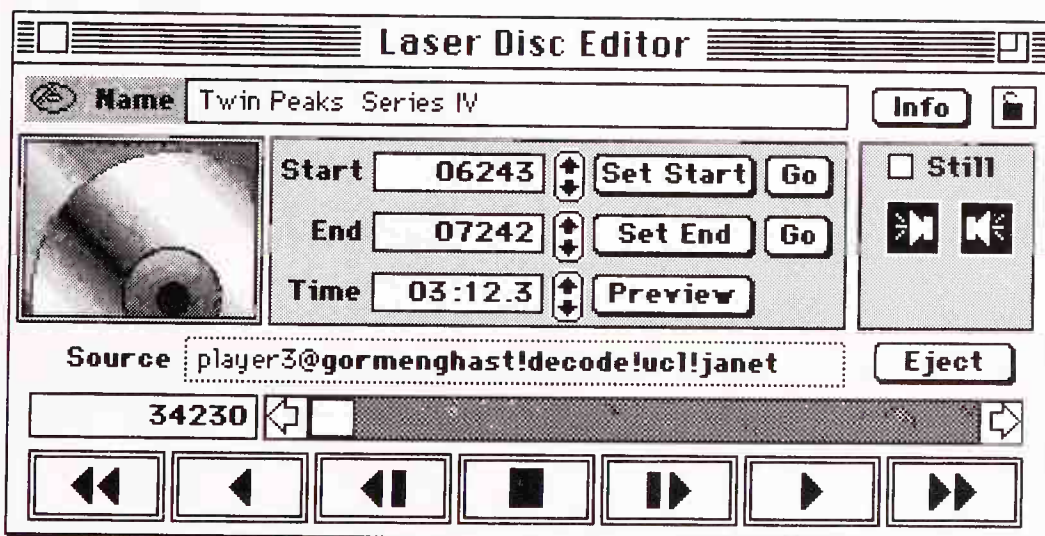 Laser Disc Editor
Name Twin Peaks Series IV Info
Start 06243 Set Start Go Still
End 07242 Set End Go
Time 03:12.3 Preview
Source player3@gormenghast!decode!ucl!janet Eject
34230